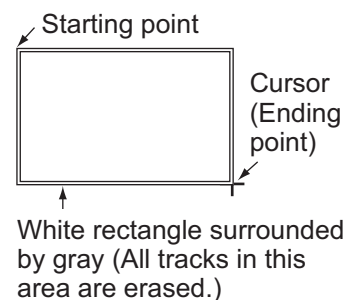 Starting point
Cursor
(Ending
point)
White rectangle surrounded
by gray (All tracks in this
area are erased.)